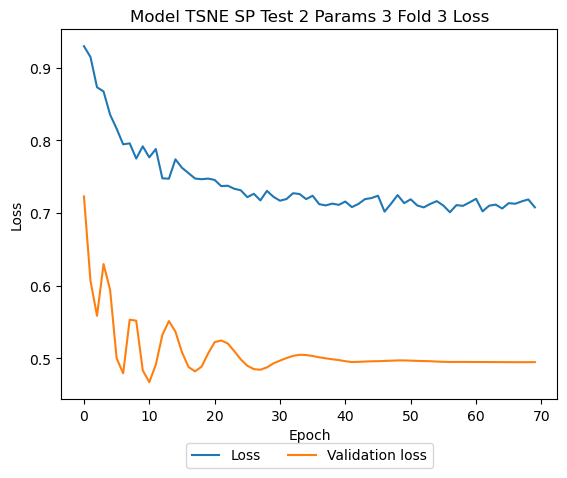 Model TSNE SP Test 2 Params 3 Fold 3 Loss
Loss
0.9
0.8
0.7
0.6
0.5
0 10 20 30 40 50 60 70
Epoch
Loss Validation loss